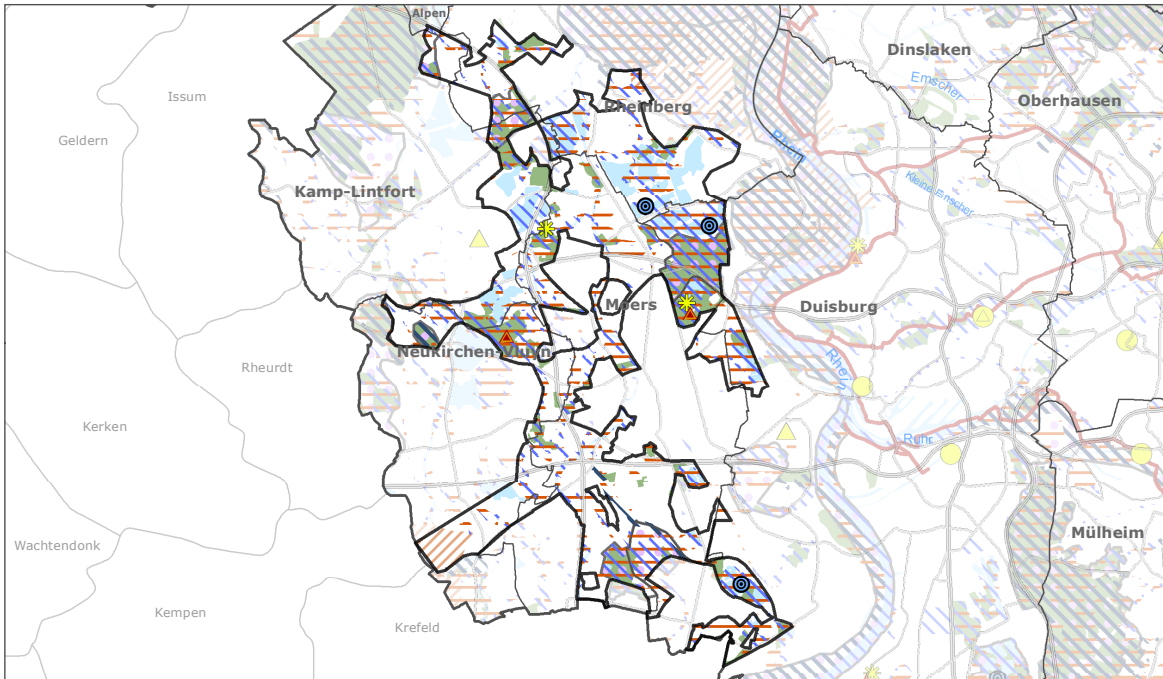 Alpen
Dinslaken
Emscher
Issum
Oberhausen
Rheinberg
Geldern
Rhein
Kleine Emscher
Kamp-Lintfort
Moers
Duisburg
Neukirchen-Vluyn
Rheurdt
Rhein
Kerken
Ruhr
Wachtendonk
Mülheim
Kempen
Krefeld